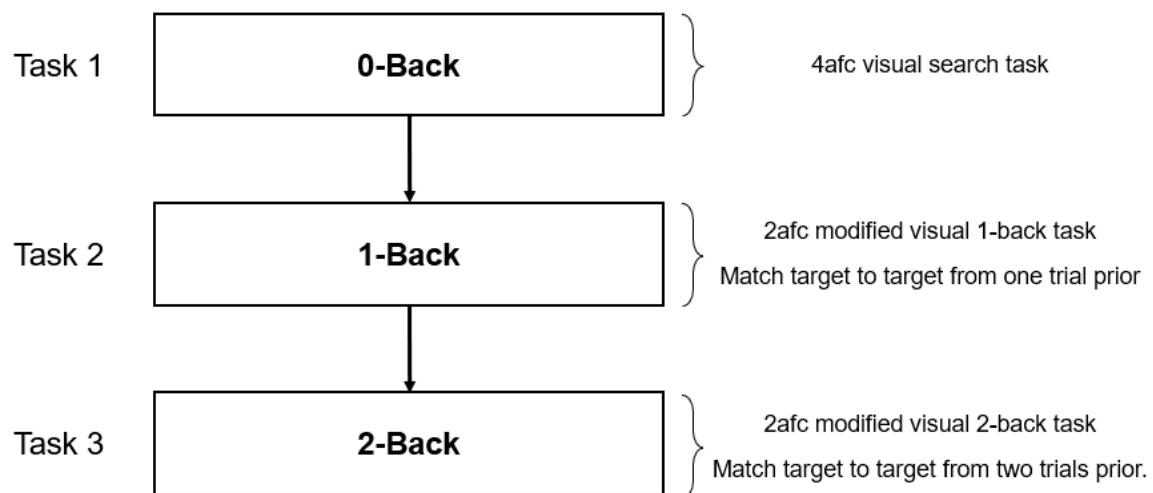 Task 1
0-Back
4afc visual search task
Task 2
1-Back
2afc modified visual 1-back task
Match target to target from one trial prior
Task 3
2-Back
2afc modified visual 2-back task
Match target to target from two trials prior.